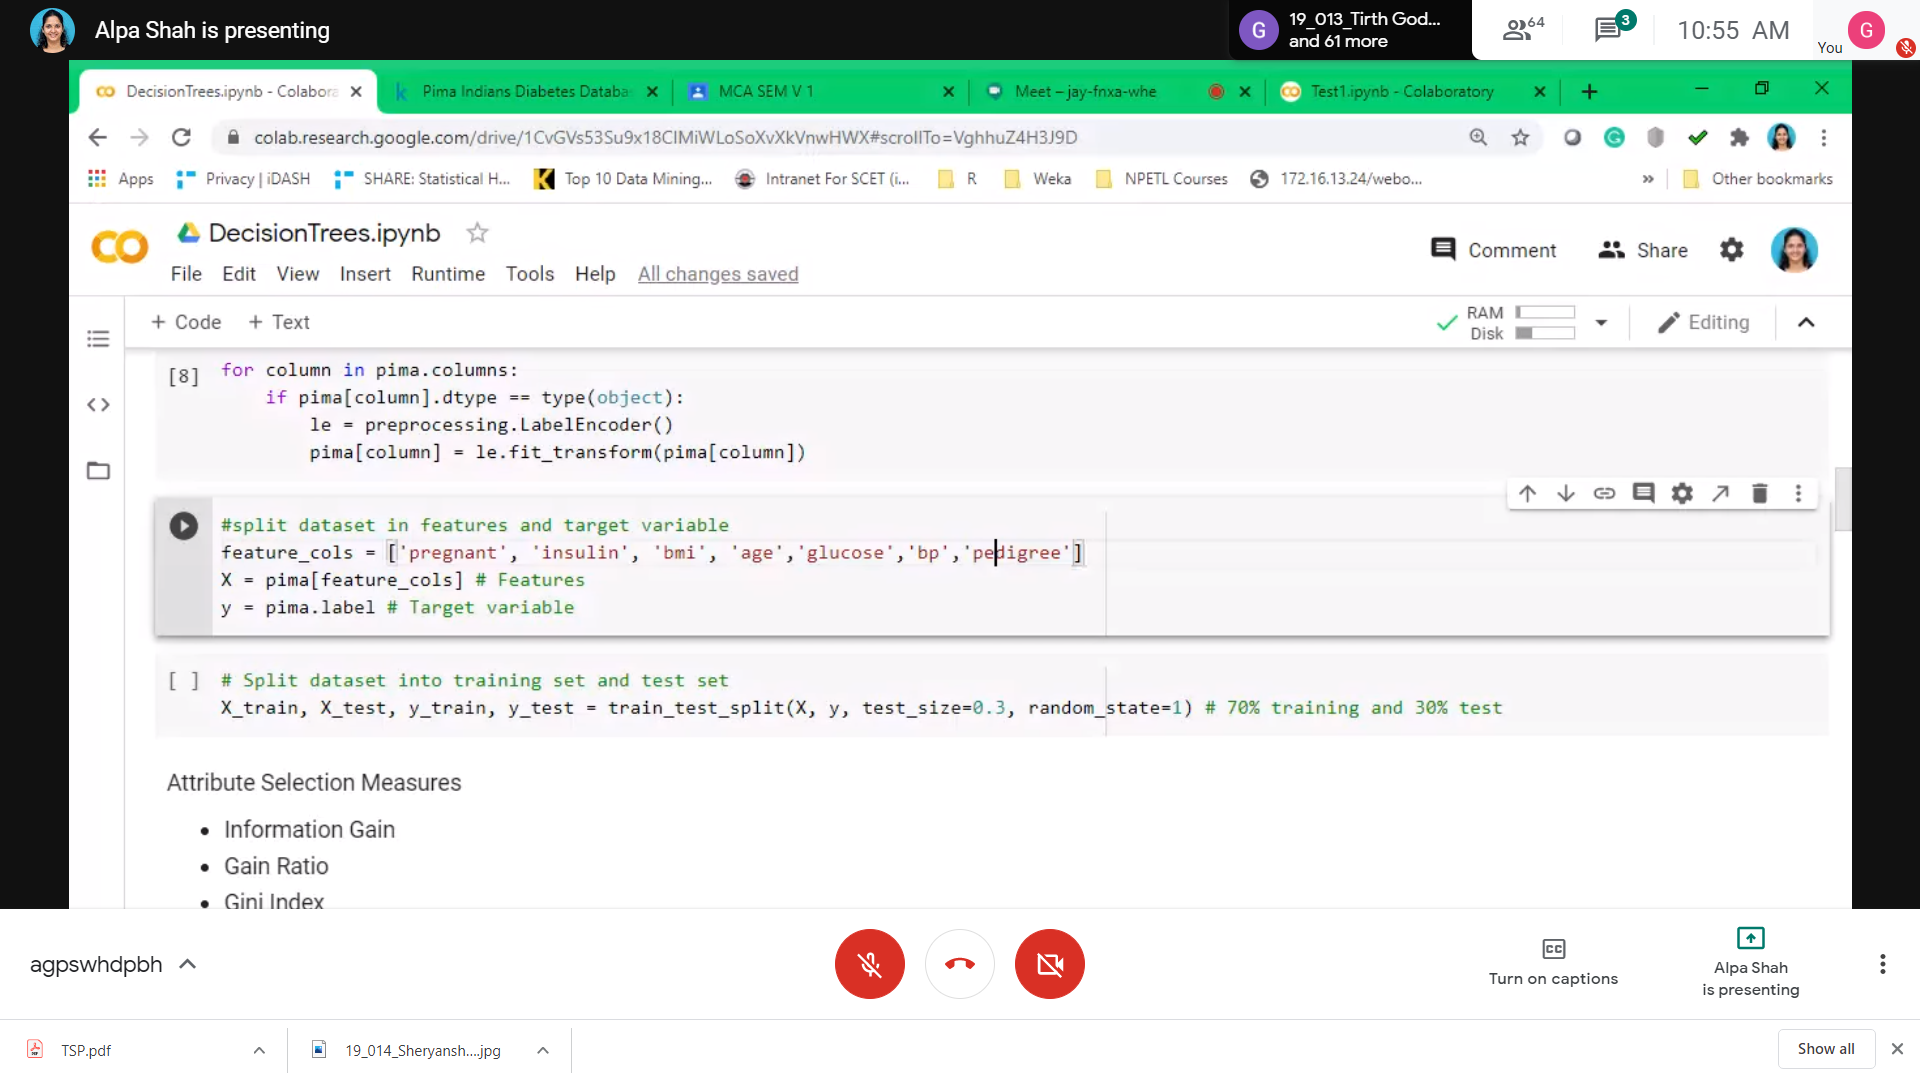 Alpa Shah is presenting
G
19_013_Tirth God...
and 61 more
64
3
10:55 AM
You
G
DecisionTrees.ipynb - Colabora
Pima Indians Diabetes Databa
MCA SEM V 1
Meet – jay-fnxa-whe
Test1.ipynb - Colaboratory
colab.research.google.com/drive/1CvGVs53Su9x18CIMiWLoSoXvXkVnwHWX#scrollTo=VghhuZ4H3J9D
Apps
Privacy | iDASH
SHARE: Statistical H...
Top 10 Data Mining...
Intranet For SCET (i...
R
Weka
NPETL Courses
172.16.13.24/webo...
»
Other bookmarks
DecisionTrees.ipynb
Comment
Share
File Edit View Insert Runtime Tools Help All changes saved
+ Code + Text
RAM
Disk
Editing
[8] for column in pima.columns:
if pima[column].dtype == type(object):
le = preprocessing.LabelEncoder()
pima[column] = le.fit_transform(pima[column])
#split dataset in features and target variable
feature_cols = ['pregnant', 'insulin', 'bmi', 'age','glucose','bp','pedigree']
X = pima[feature_cols] # Features
y = pima.label # Target variable
[ ] # Split dataset into training set and test set
X_train, X_test, y_train, y_test = train_test_split(X, y, test_size=0.3, random_state=1) # 70% training and 30% test
Attribute Selection Measures
• Information Gain
• Gain Ratio
• Gini Index
agpswhdpbh
CC
Turn on captions
Alpa Shah
is presenting
TSP.pdf
19_014_Sheryansh....jpg
Show all